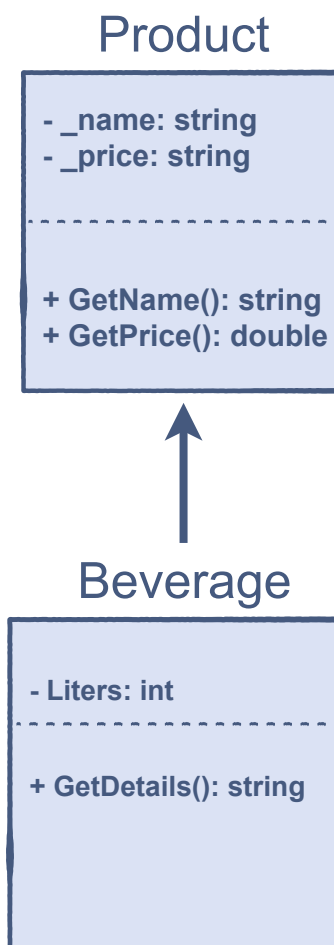 Product
- _name: string
- _price: string
+ GetName(): string
+ GetPrice(): double
Beverage
- Liters: int
+ GetDetails(): string